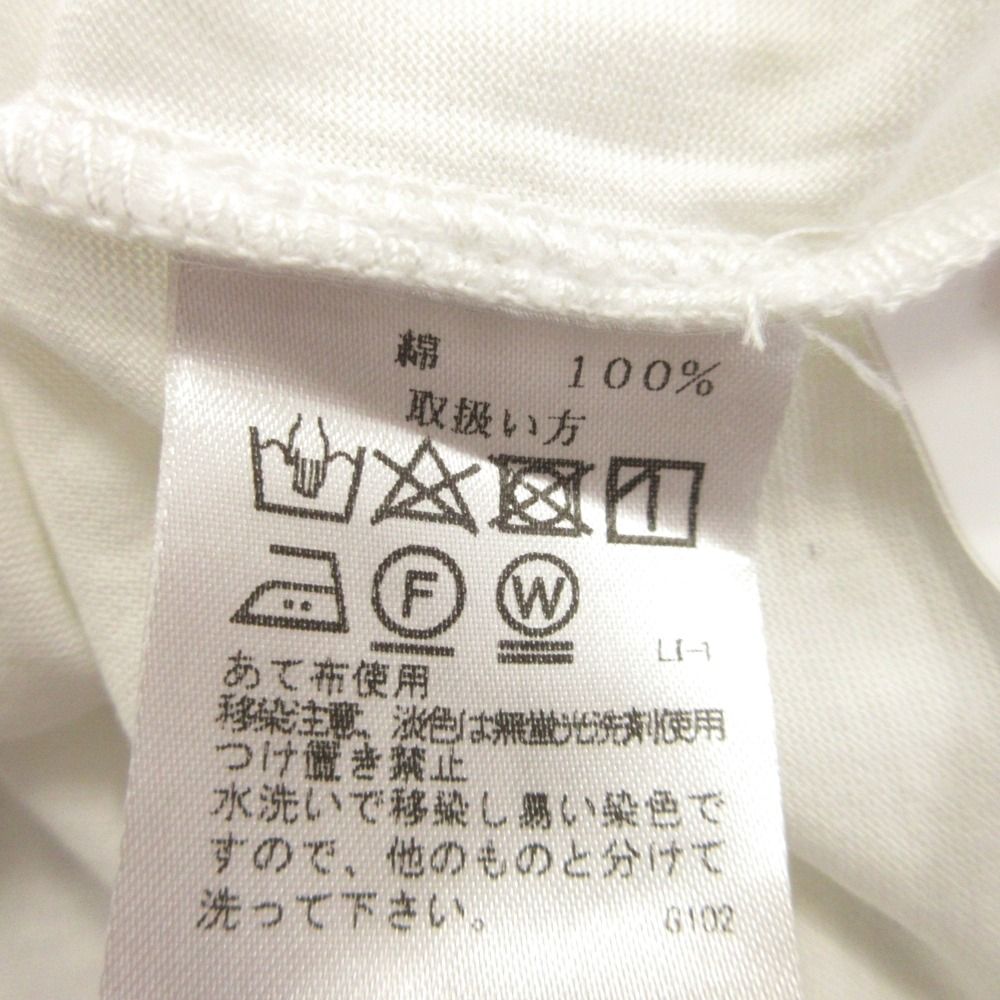 綿 100%
取扱い方
F W
LI-1
あて布使用
移染注意、淡色は無蛍光洗剤使用
つけ置き禁止
水洗いで移染し易い染色で
すので、他のものと分けて
洗って下さい。
G102